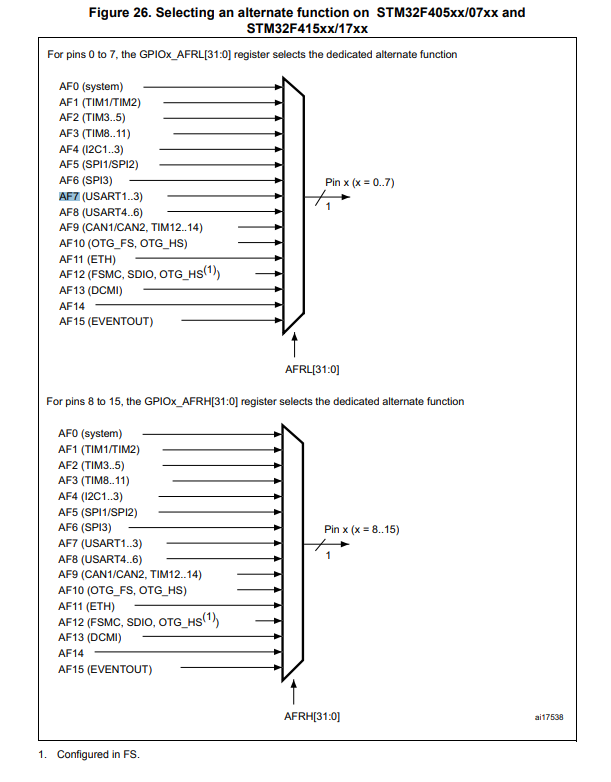 Figure 26. Selecting an alternate function on STM32F405xx/07xx and
STM32F415xx/17xx
For pins 0 to 7, the GPIOx_AFRL[31:0] register selects the dedicated alternate function
AF0 (system)
AF1 (TIM1/TIM2)
AF2 (TIM3..5)
AF3 (TIM8..11)
AF4 (I2C1..3)
AF5 (SPI1/SPI2)
AF6 (SPI3)
AF7 (USART1..3)
AF8 (USART4..6)
AF9 (CAN1/CAN2, TIM12..14)
AF10 (OTG_FS, OTG_HS)
AF11 (ETH)
AF12 (FSMC, SDIO, OTG_HS(1))
AF13 (DCMI)
AF14
AF15 (EVENTOUT)
Pin x (x = 0..7)
1
AFRL[31:0]
For pins 8 to 15, the GPIOx_AFRH[31:0] register selects the dedicated alternate function
AF0 (system)
AF1 (TIM1/TIM2)
AF2 (TIM3..5)
AF3 (TIM8..11)
AF4 (I2C1..3)
AF5 (SPI1/SPI2)
AF6 (SPI3)
AF7 (USART1..3)
AF8 (USART4..6)
AF9 (CAN1/CAN2, TIM12..14)
AF10 (OTG_FS, OTG_HS)
AF11 (ETH)
AF12 (FSMC, SDIO, OTG_HS(1))
AF13 (DCMI)
AF14
AF15 (EVENTOUT)
Pin x (x = 8..15)
1
AFRH[31:0]
ai17538
1. Configured in FS.